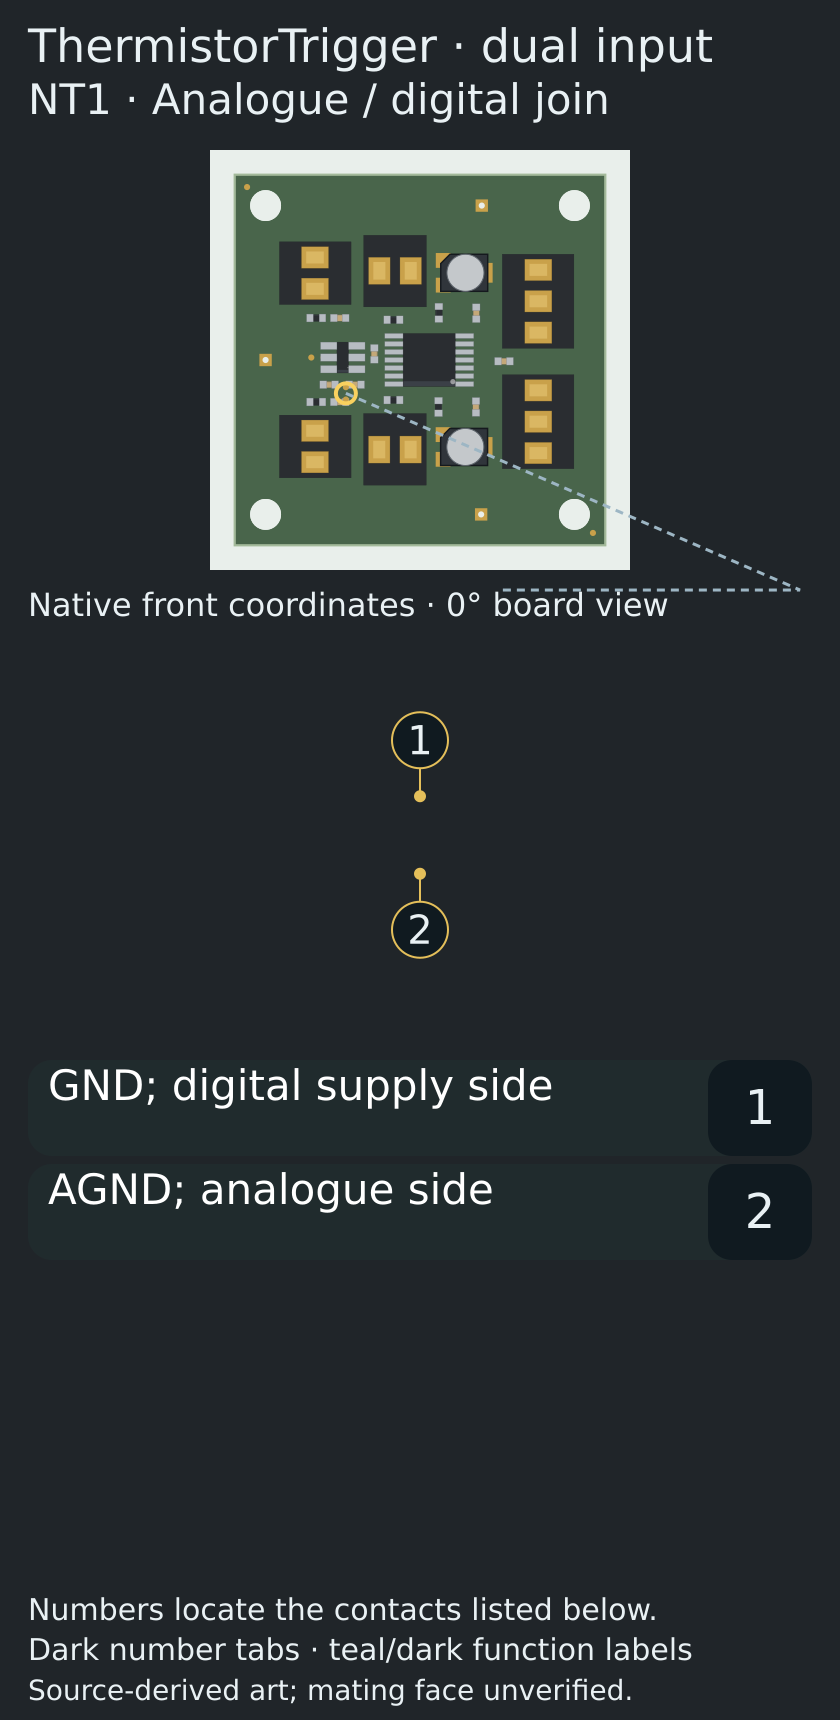 ThermistorTrigger · dual input
NT1 · Analogue / digital join
Native front coordinates · 0° board view
1
2
GND; digital supply side 1
AGND; analogue side 2
Numbers locate the contacts listed below.
Dark number tabs · teal/dark function labels
Source-derived art; mating face unverified.